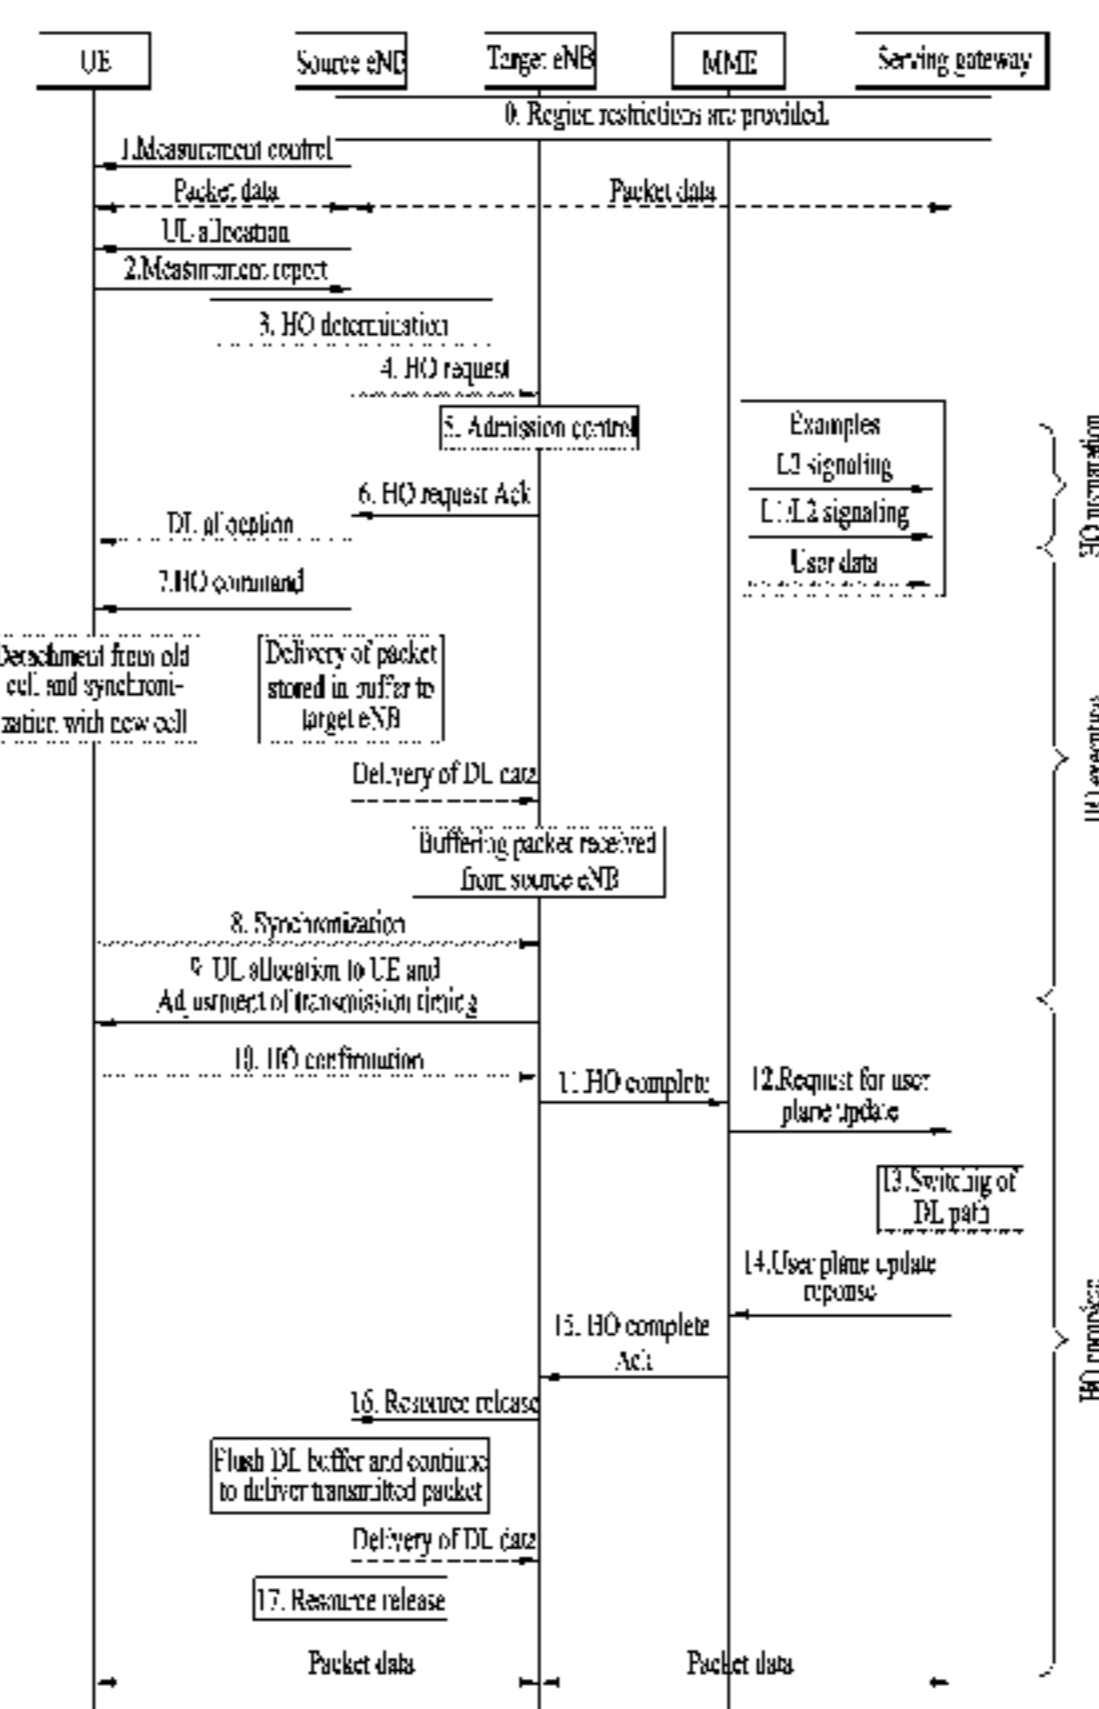 UE
Source eNB
Target eNB
MME
Serving gateway
0. Region restrictions are provided.
1.Measurement control
Packet data
Packet data
UL allocation
2.Measurement report
3. HO determination
4. HO request
5. Admission control
Examples
L3 signaling
L1/L2 signaling
User data
6. HO request Ack
DL allocation
7.HO command
HO preparation
Detachment from old
cell and synchroni-
zation with new cell
Delivery of packet
stored in buffer to
target eNB
HO execution
Delivery of DL data
Buffering packet received
from source eNB
8. Synchronization
9. UL allocation to UE and
Adjustment of transmission timing
10. HO confirmation
11.HO complete
12.Request for user
plane update
13.Switching of
DL path
14.User plane update
reponse
15. HO complete
Ack
HO complete
16. Resource release
Flush DL buffer and continue
to deliver transmitted packet
Delivery of DL data
17. Resource release
Packet data
Packet data